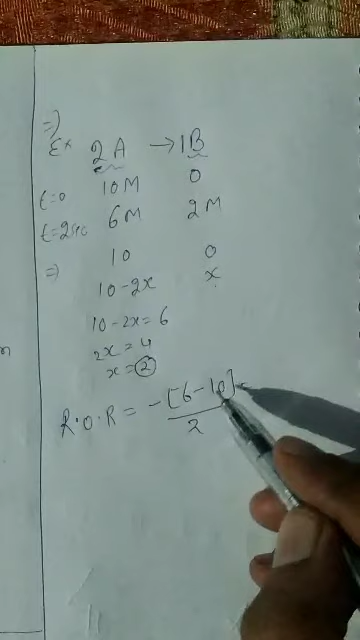 =)
Ex 2A → 1B
t=0 10M 0
t=2sec 6M 2M
=) 10 0
10-2x x
10-2x = 6
2x = 4
x = 2
R.O.R = -[6-10]
2